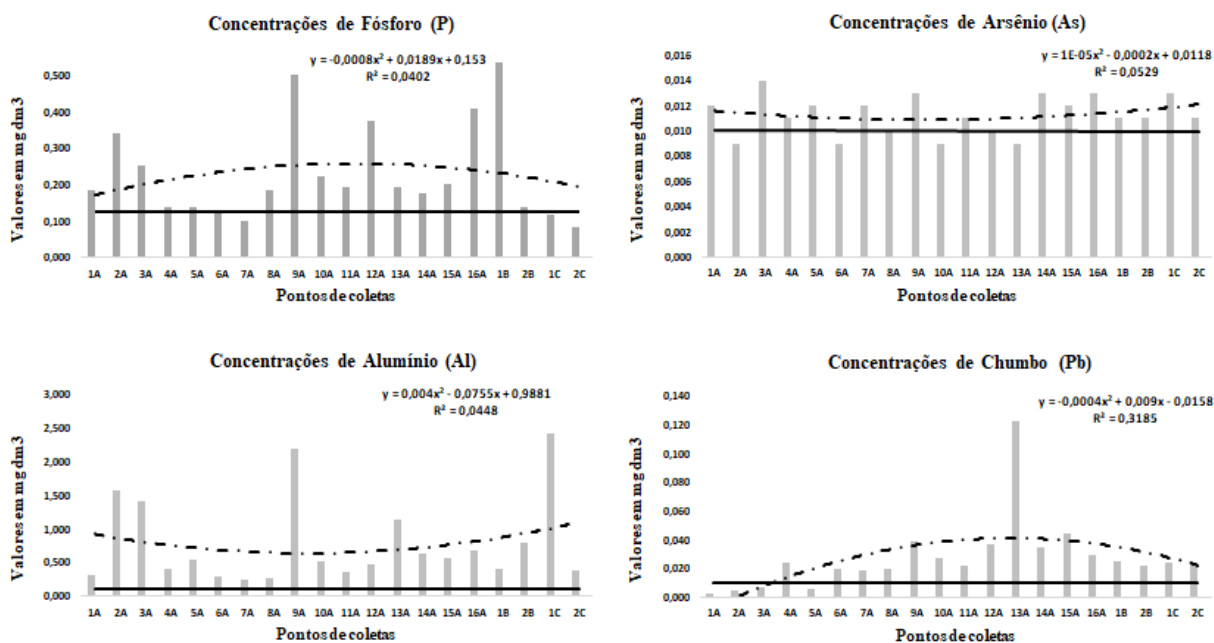 Concentrações de Fósforo (P)
y = -0,0008x² + 0,0189x + 0,153
R² = 0,0402
Valores em mg dm3
0,500
0,400
0,300
0,200
0,100
0,000
1A 2A 3A 4A 5A 6A 7A 8A 9A 10A 11A 12A 13A 14A 15A 16A 1B 2B 1C 2C
Pontos de coletas
Concentrações de Arsênio (As)
y = 1E-05x² - 0,0002x + 0,0118
R² = 0,0529
Valores em mg dm3
0,016
0,014
0,012
0,010
0,008
0,006
0,004
0,002
0,000
1A 2A 3A 4A 5A 6A 7A 8A 9A 10A 11A 12A 13A 14A 15A 16A 1B 2B 1C 2C
Pontos de coletas
Concentrações de Alumínio (Al)
y = 0,004x² - 0,0755x + 0,9881
R² = 0,0448
Valores em mg dm3
3,000
2,500
2,000
1,500
1,000
0,500
0,000
1A 2A 3A 4A 5A 6A 7A 8A 9A 10A 11A 12A 13A 14A 15A 16A 1B 2B 1C 2C
Pontos de coletas
Concentrações de Chumbo (Pb)
y = -0,0004x² + 0,009x - 0,0158
R² = 0,3185
Valores em mg dm3
0,140
0,120
0,100
0,080
0,060
0,040
0,020
0,000
1A 2A 3A 4A 5A 6A 7A 8A 9A 10A 11A 12A 13A 14A 15A 16A 1B 2B 1C 2C
Pontos de coletas